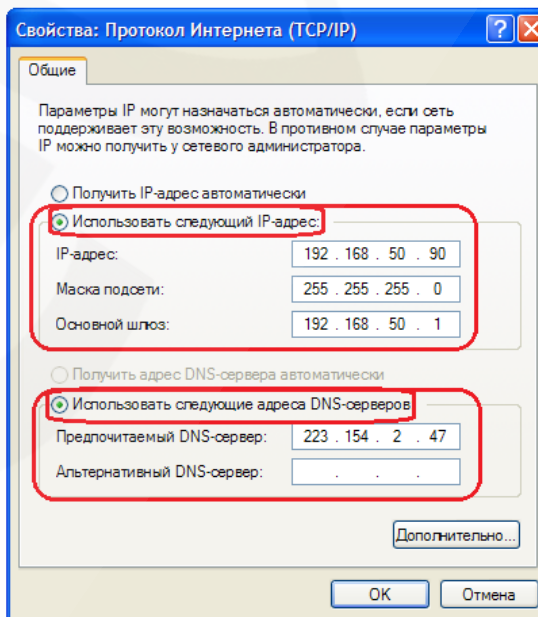 Свойства: Протокол Интернета (TCP/IP)
Общие
Параметры IP могут назначаться автоматически, если сеть
поддерживает эту возможность. В противном случае параметры
IP можно получить у сетевого администратора.
Получить IP-адрес автоматически
Использовать следующий IP-адрес:
IP-адрес: 192 . 168 . 50 . 90
Маска подсети: 255 . 255 . 255 . 0
Основной шлюз: 192 . 168 . 50 . 1
Получить адрес DNS-сервера автоматически
Использовать следующие адреса DNS-серверов
Предпочитаемый DNS-сервер: 223 . 154 . 2 . 47
Альтернативный DNS-сервер: . . .
Дополнительно...
OK Отмена